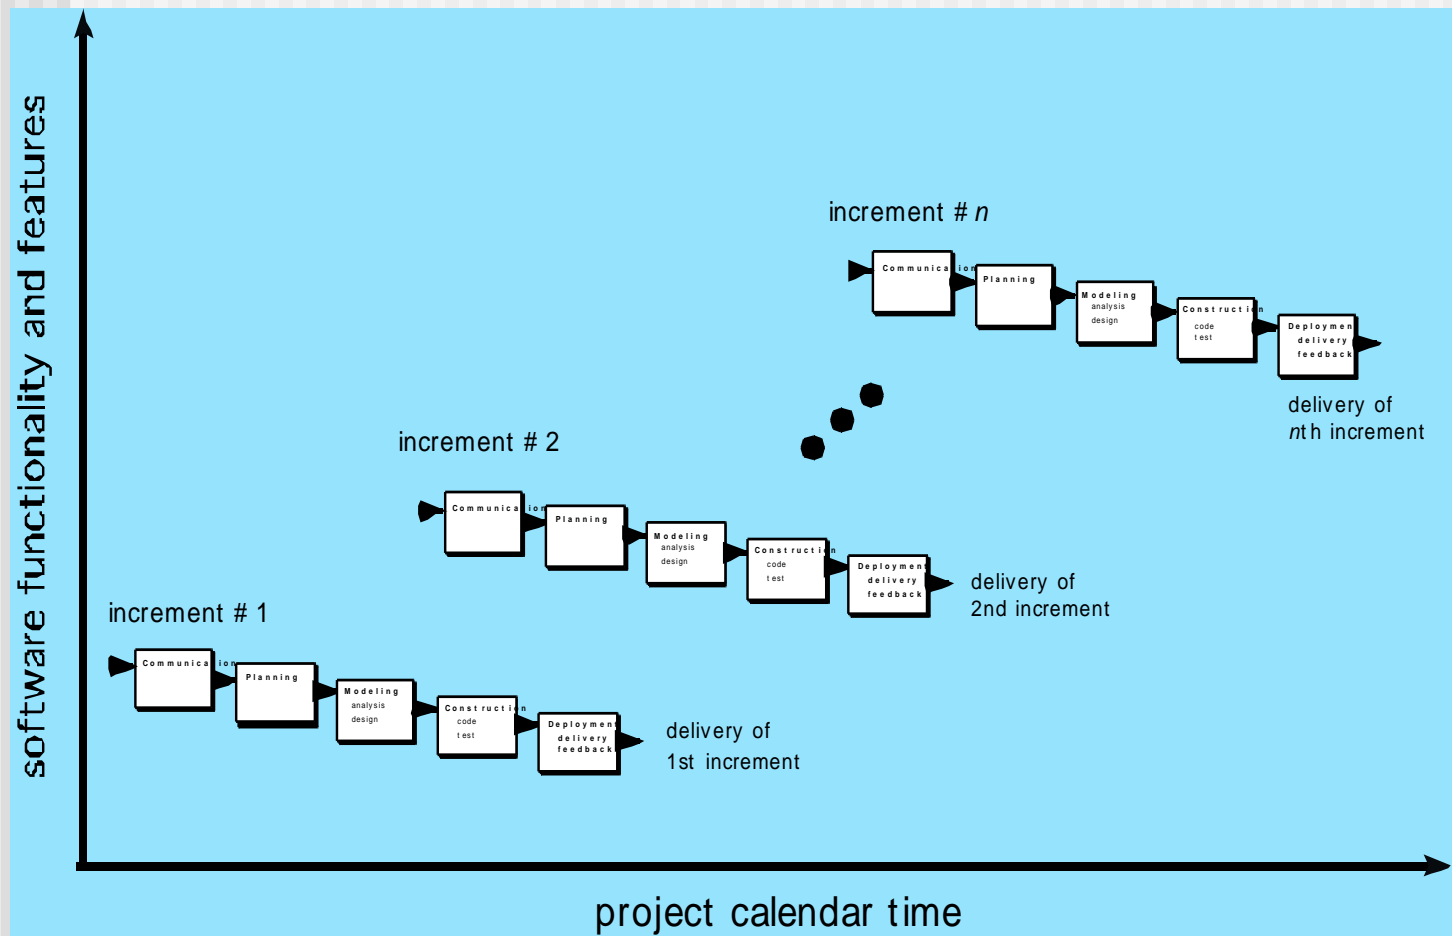 software functionality and features
increment # n
Communication
Planning
Modeling
analysis
design
Construction
code
test
Deployment
delivery
feedback
delivery of
nth increment
increment # 2
Communication
Planning
Modeling
analysis
design
Construction
code
test
Deployment
delivery
feedback
delivery of
2nd increment
increment # 1
Communication
Planning
Modeling
analysis
design
Construction
code
test
Deployment
delivery
feedback
delivery of
1st increment
project calendar time